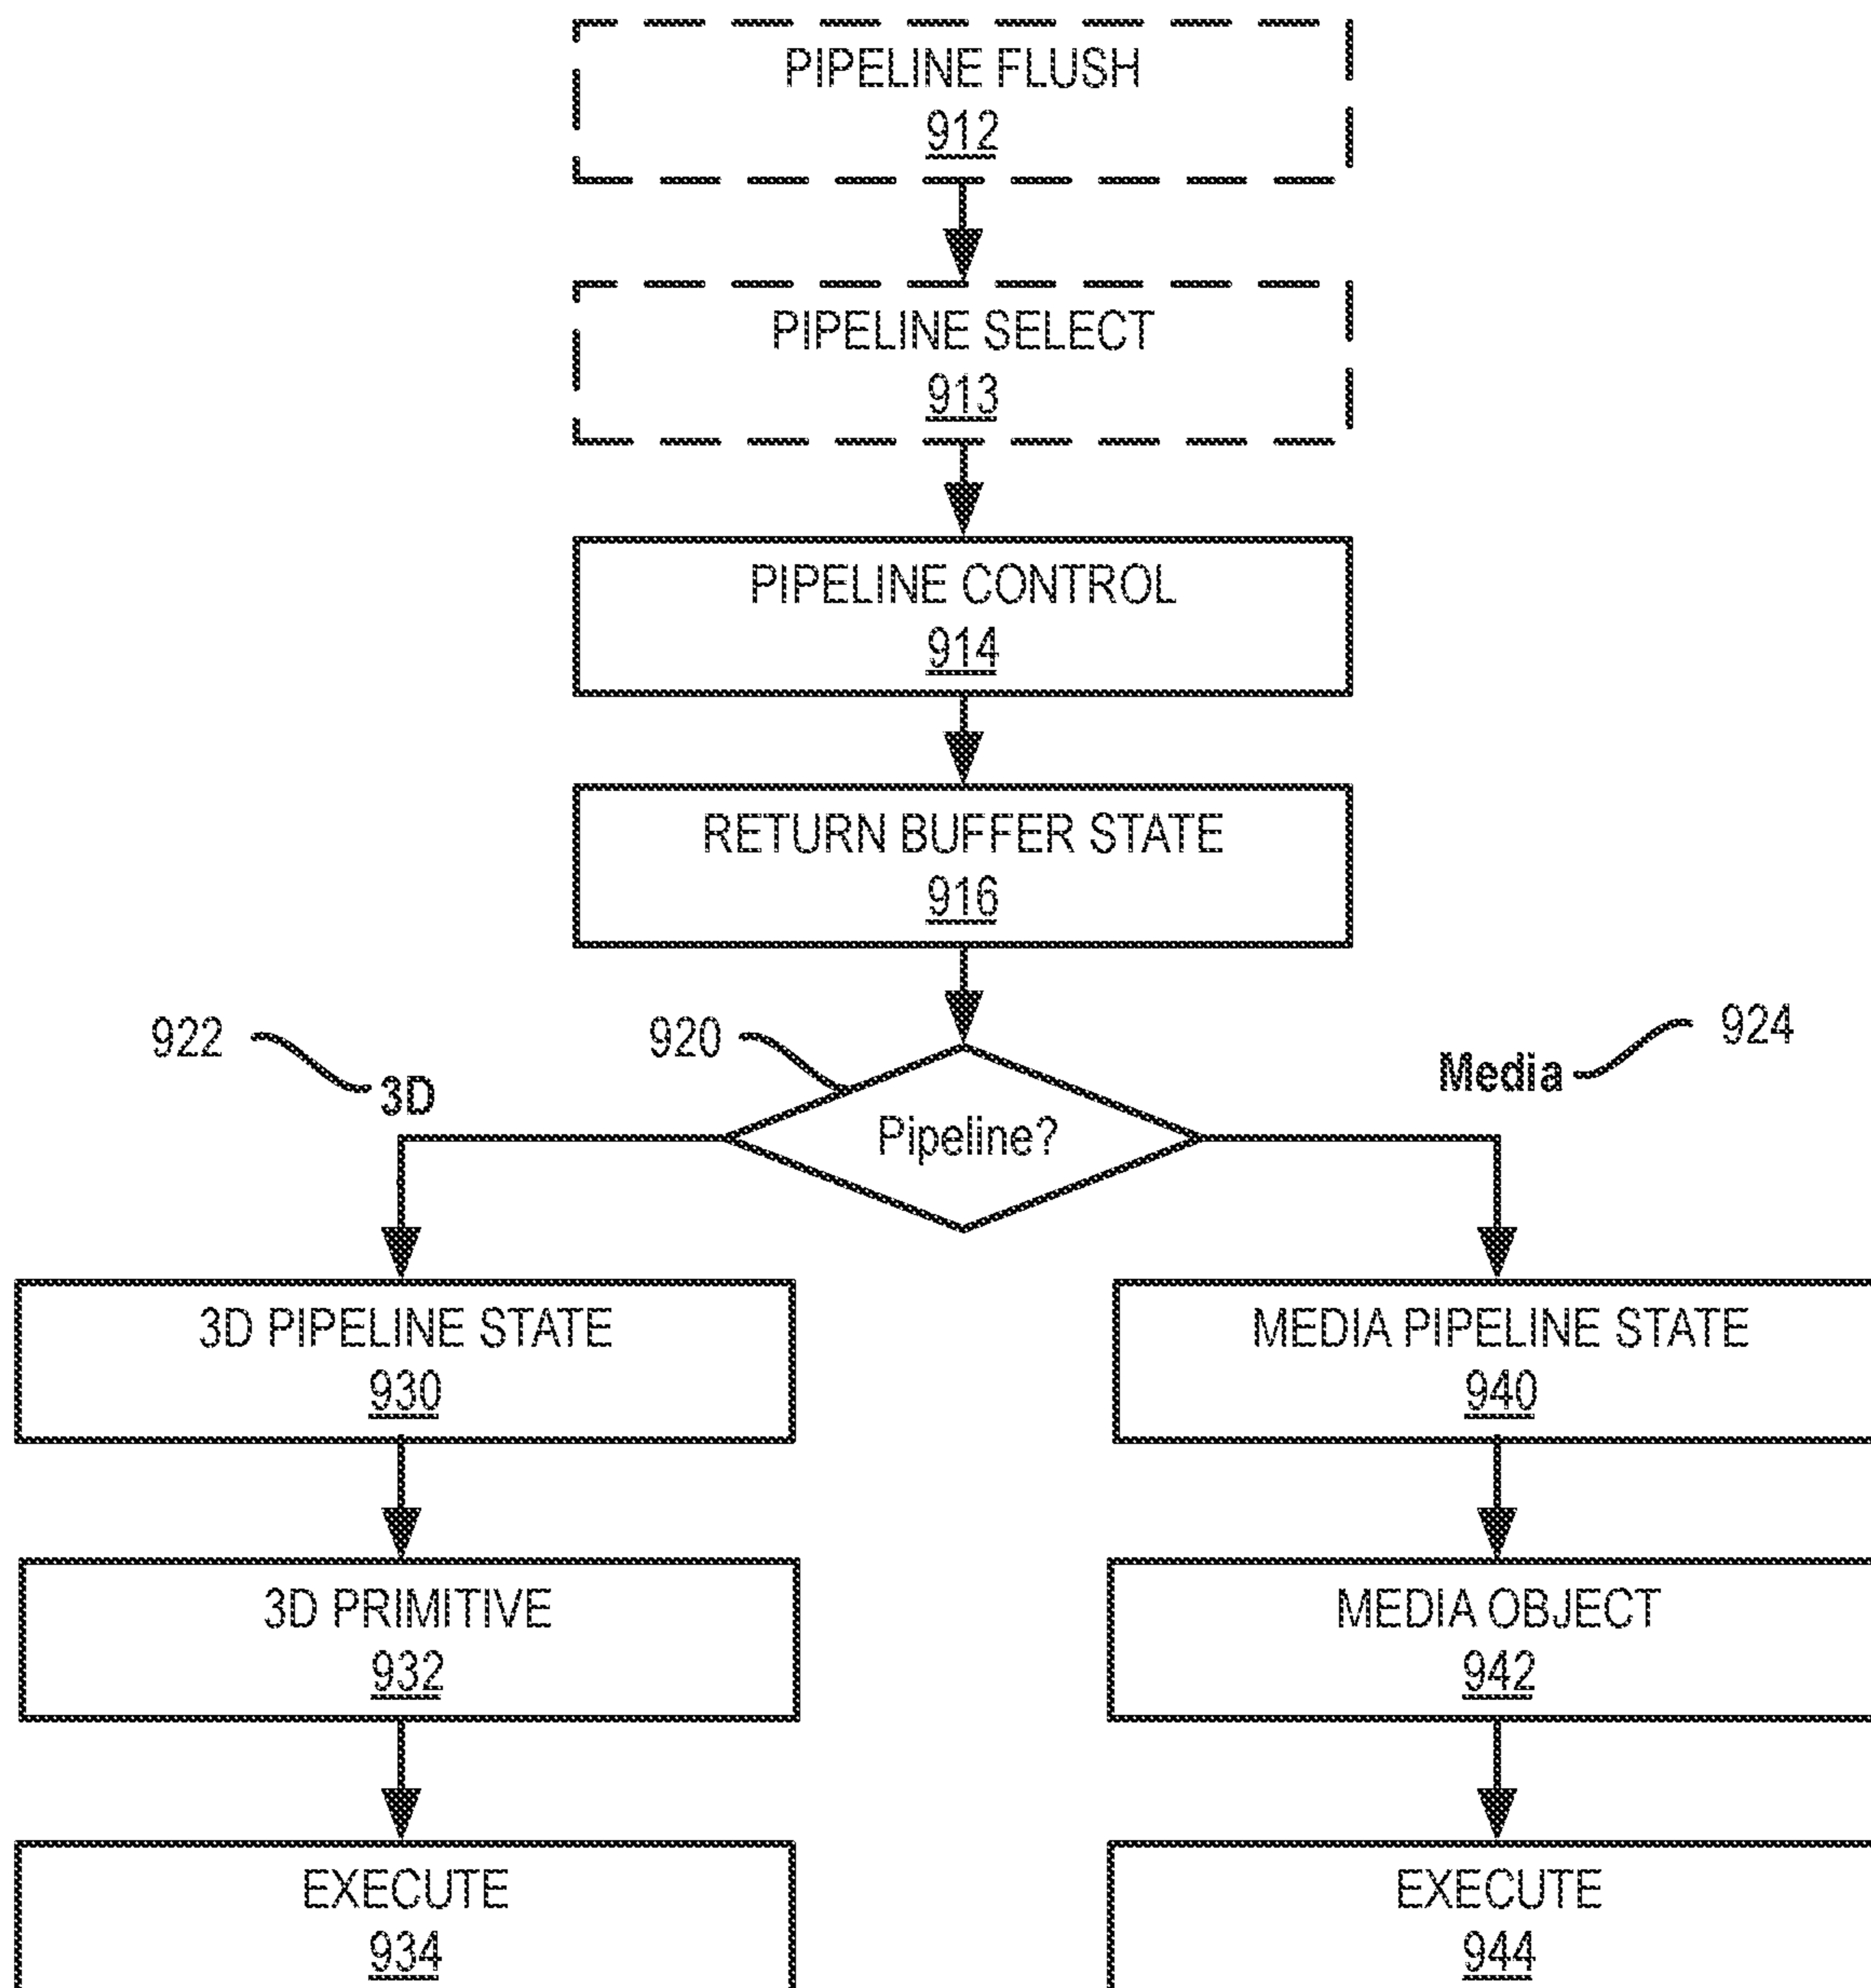 PIPELINE FLUSH
912
PIPELINE SELECT
913
PIPELINE CONTROL
914
RETURN BUFFER STATE
916
922
920
924
3D
Media
Pipeline?
3D PIPELINE STATE
930
MEDIA PIPELINE STATE
940
3D PRIMITIVE
932
MEDIA OBJECT
942
EXECUTE
934
EXECUTE
944